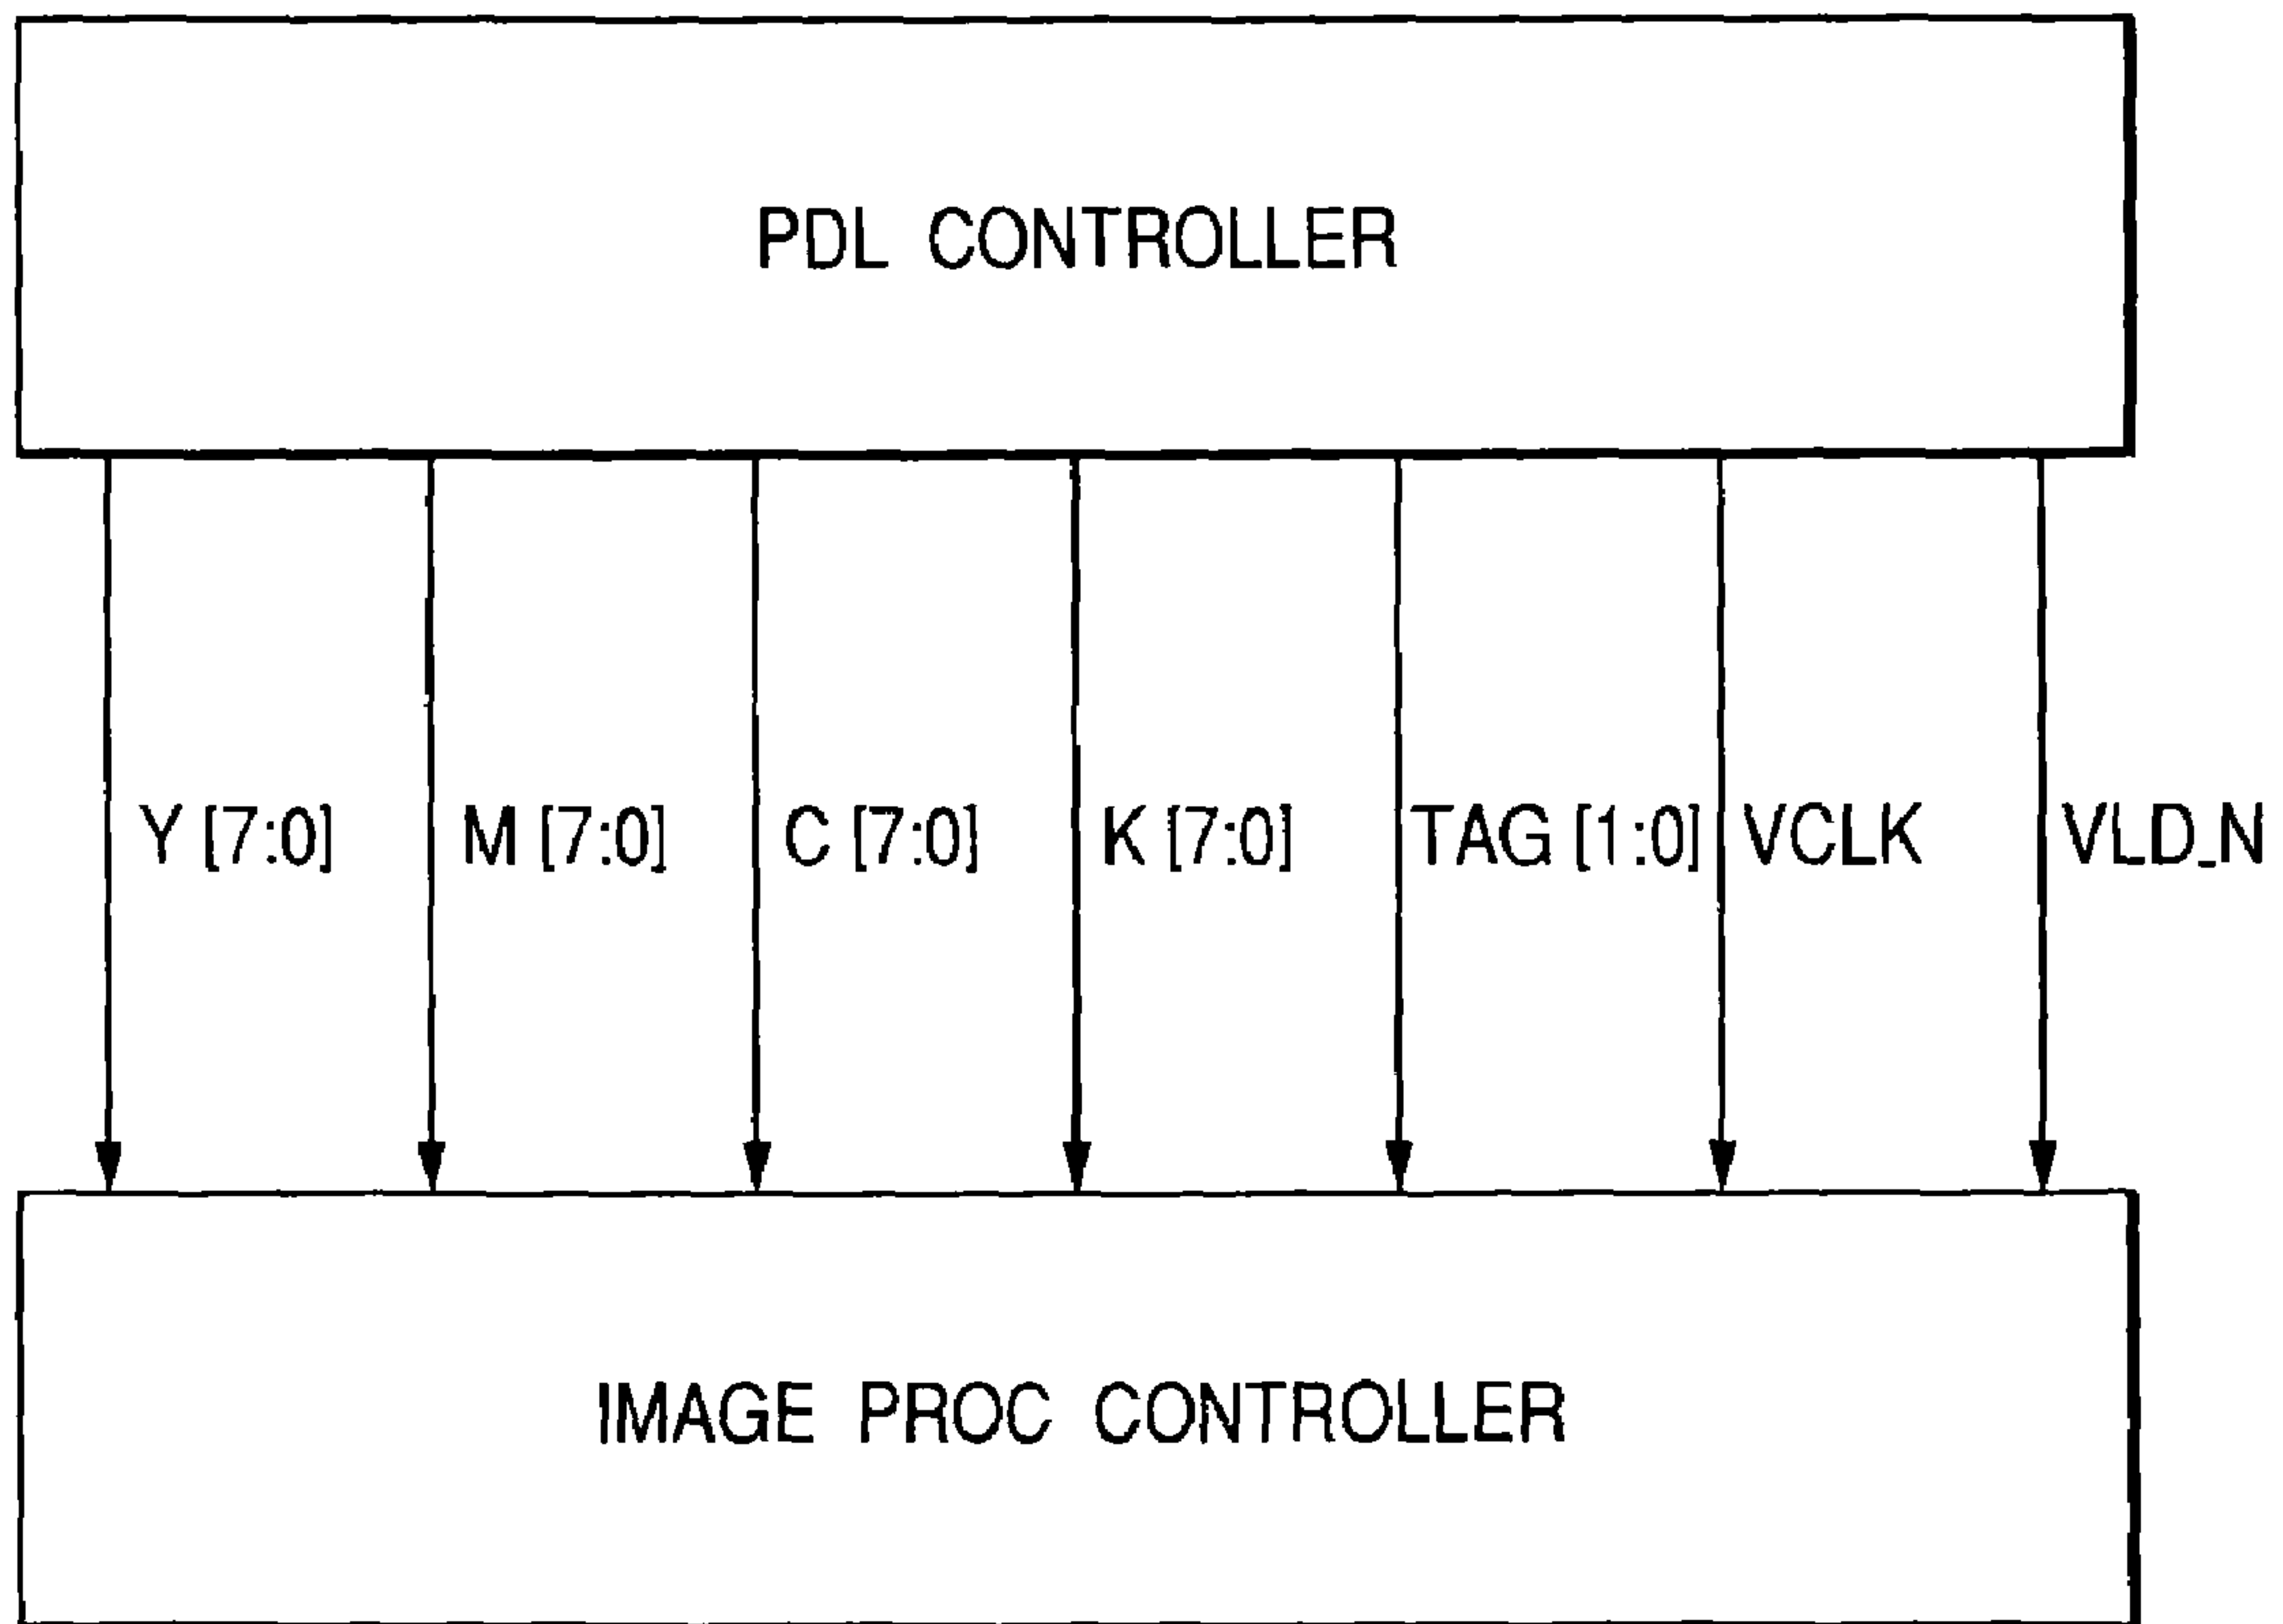 PDL CONTROLLER
Y [7:0] M [7:0] C [7:0] K [7:0] TAG [1:0] VCLK VLD_N
IMAGE PROC CONTROLLER